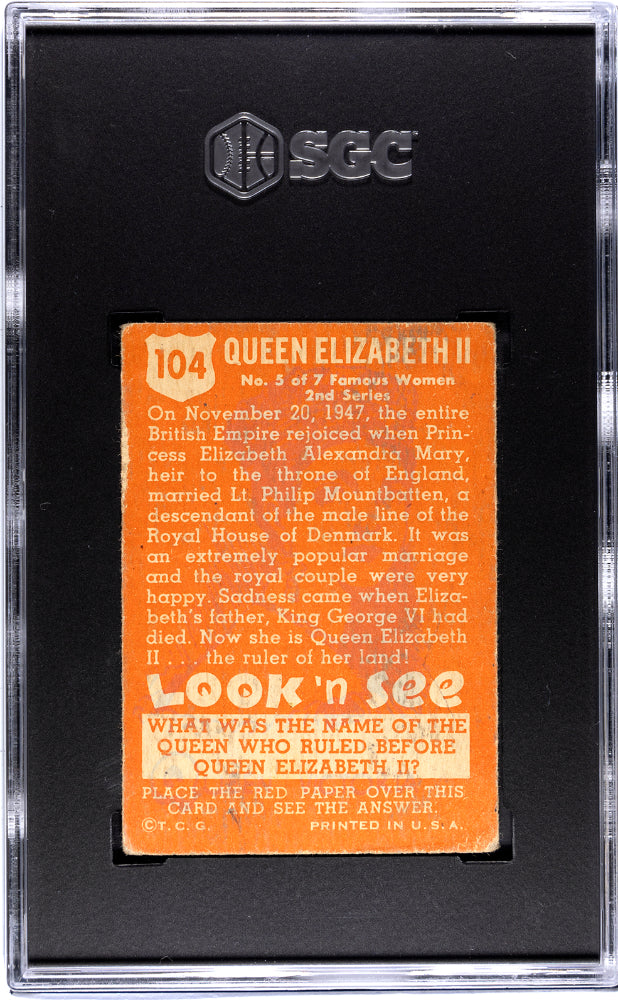 SGC
104
QUEEN ELIZABETH II
No. 5 of 7 Famous Women
2nd Series
On November 20, 1947, the entire
British Empire rejoiced when Prin-
cess Elizabeth Alexandra Mary,
heir to the throne of England,
married Lt. Philip Mountbatten, a
descendant of the male line of the
Royal House of Denmark. It was
an extremely popular marriage
and the royal couple were very
happy. Sadness came when Eliza-
beth's father, King George VI had
died. Now she is Queen Elizabeth
II . . . the ruler of her land!
LOOK 'n SEE
WHAT WAS THE NAME OF THE
QUEEN WHO RULED BEFORE
QUEEN ELIZABETH II?
PLACE THE RED PAPER OVER THIS
CARD AND SEE THE ANSWER.
©T. C. G. PRINTED IN U. S. A.